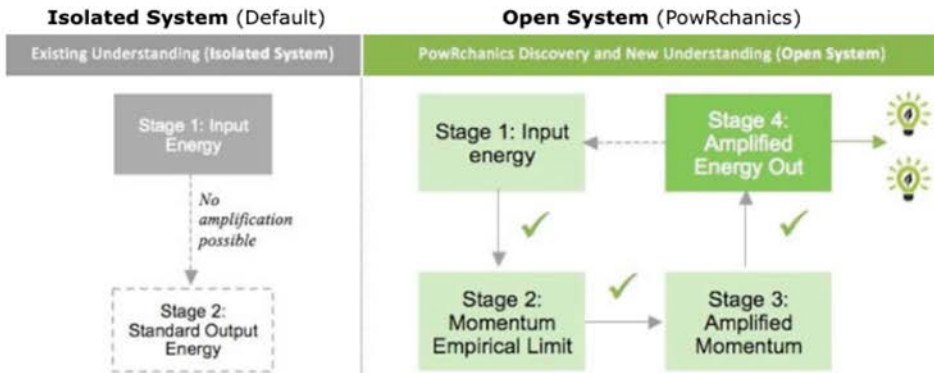 Isolated System (Default)
Open System (PowRchanics)
Existing Understanding (Isolated System)
PowRchanics Discovery and New Understanding (Open System)
Stage 1: Input
Energy
No
amplification
possible
Stage 2:
Standard Output
Energy
Stage 1: Input
energy
Stage 2:
Momentum
Empirical Limit
Stage 3:
Amplified
Momentum
Stage 4:
Amplified
Energy Out